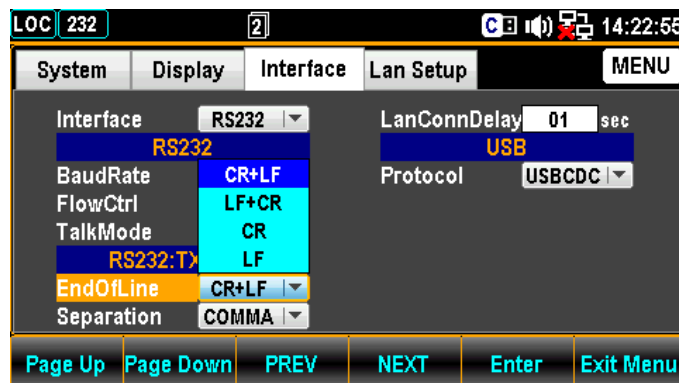 LOC 232 2 C 14:22:55
System Display Interface Lan Setup MENU
Interface RS232 LanConnDelay 01 sec
RS232 USB
BaudRate CR+LF Protocol USBCDC
FlowCtrl LF+CR
TalkMode CR
RS232:TX LF
EndOfLine CR+LF
Separation COMMA
Page Up Page Down PREV NEXT Enter Exit Menu